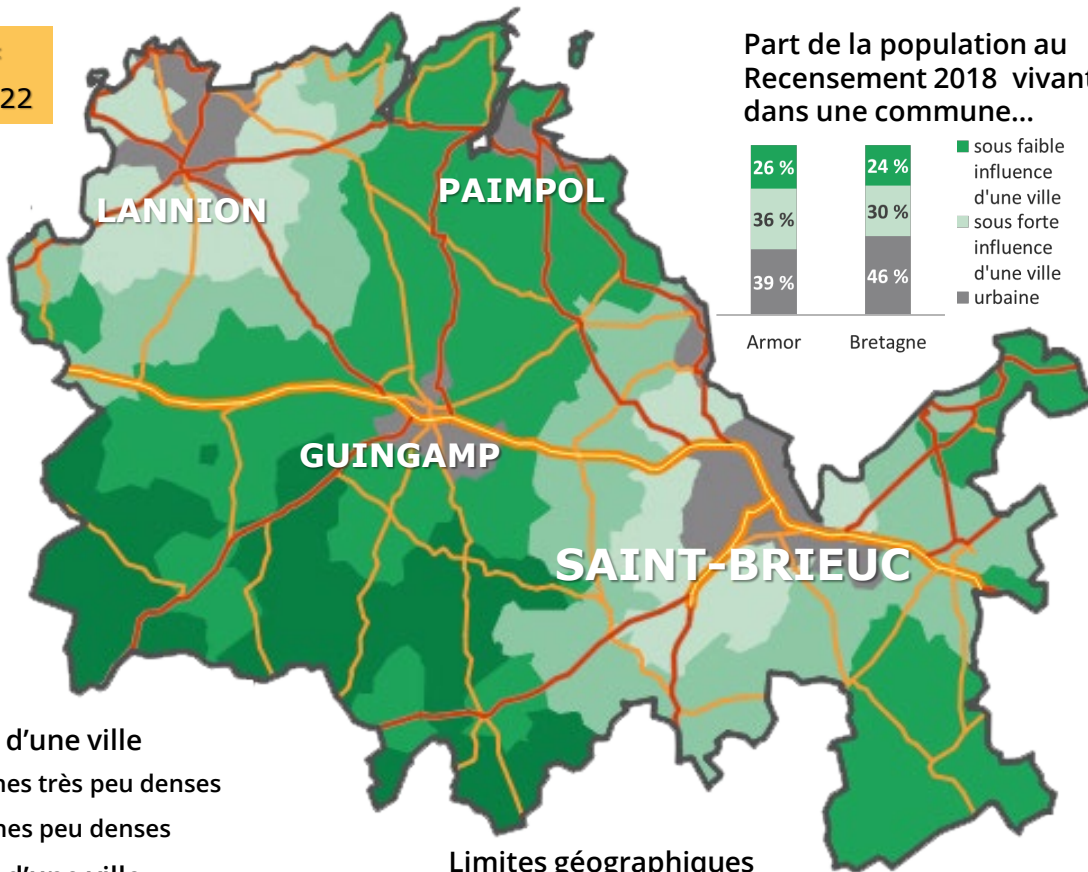 22
Part de la population au
Recensement 2018 vivant
dans une commune...
26 %
24 %
36 %
30 %
39 %
46 %
Armor
Bretagne
sous faible
influence
d'une ville
sous forte
influence
d'une ville
urbaine
LANNION
PAIMPOL
GUINGAMP
SAINT-BRIEUC
d'une ville
nes très peu denses
nes peu denses
d'une ville
Limites géographiques